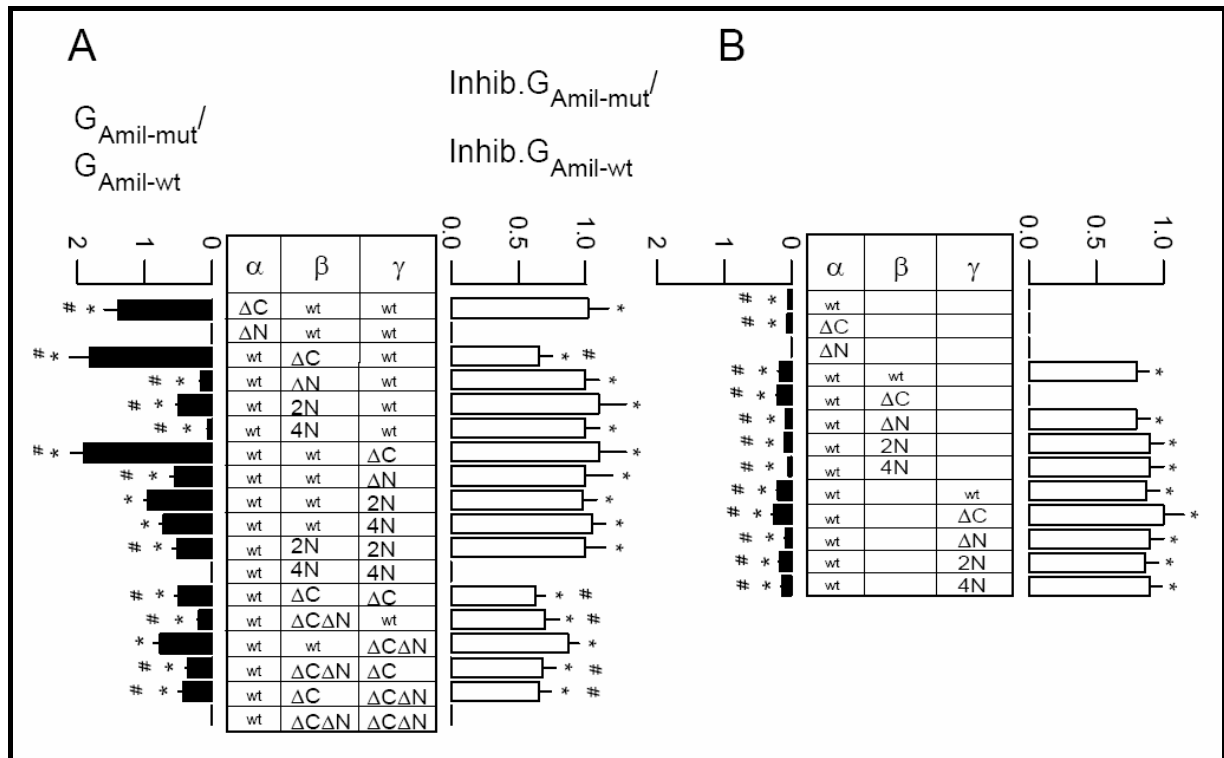 A
B
G Amil-mut/
G Amil-wt
Inhib.G Amil-mut/
Inhib.G Amil-wt
2 1 0
0.0 0.5 1.0
2 1 0
0.0 0.5 1.0
α β γ
# * ΔC wt wt *
ΔN wt wt
# * wt ΔC wt * #
# * wt ΔN wt *
# * wt 2N wt *
# * wt 4N wt *
# * wt wt ΔC *
# * wt wt ΔN *
* wt wt 2N *
* wt wt 4N *
# * wt 2N 2N *
wt 4N 4N
# * wt ΔC ΔC * #
# * wt ΔCΔN wt * #
* wt wt ΔCΔN *
# * wt ΔCΔN ΔC * #
# * wt ΔC ΔCΔN * #
wt ΔCΔN ΔCΔN
α β γ
# * wt
# * ΔC
ΔN
# * wt wt *
# * wt ΔC
# * wt ΔN *
# * wt 2N *
# * wt 4N *
# * wt wt *
# * wt ΔC *
# * wt ΔN *
# * wt 2N *
# * wt 4N *